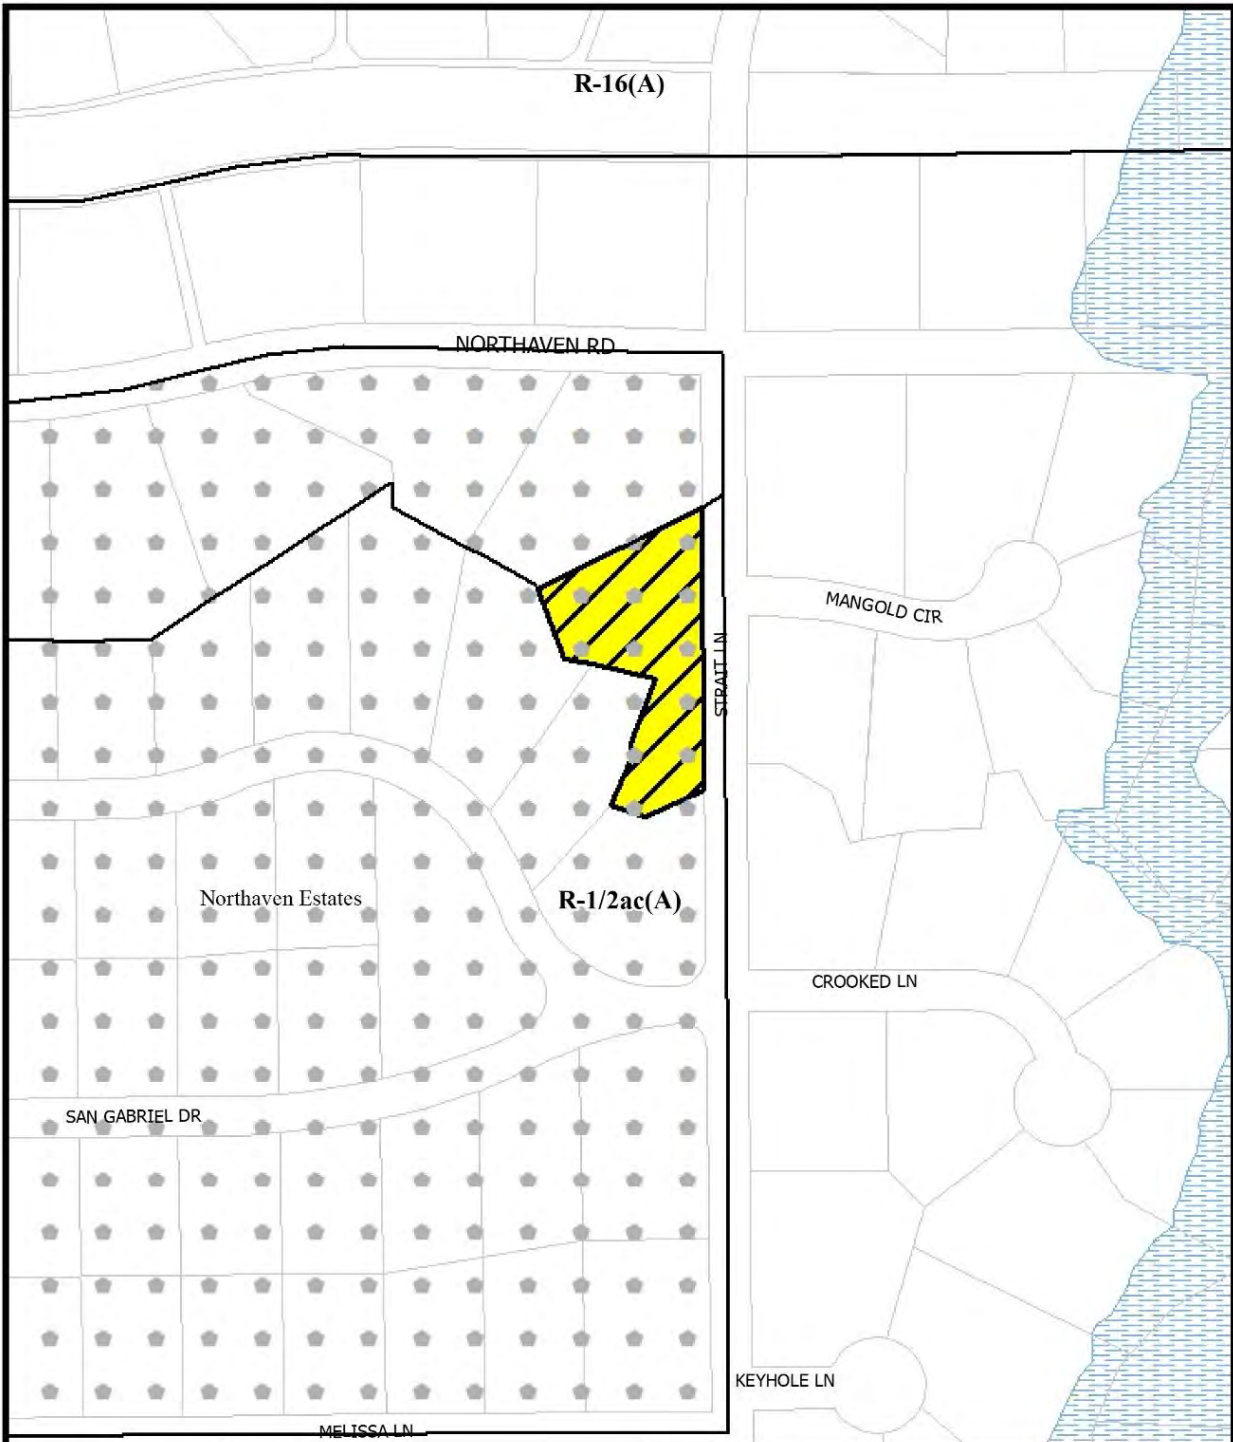 R-16(A)
NORTHAVEN RD
MANGOLD CIR
STRAIT LN
Northaven Estates
R-1/2ac(A)
CROOKED LN
SAN GABRIEL DR
KEYHOLE LN
MELISSA LN